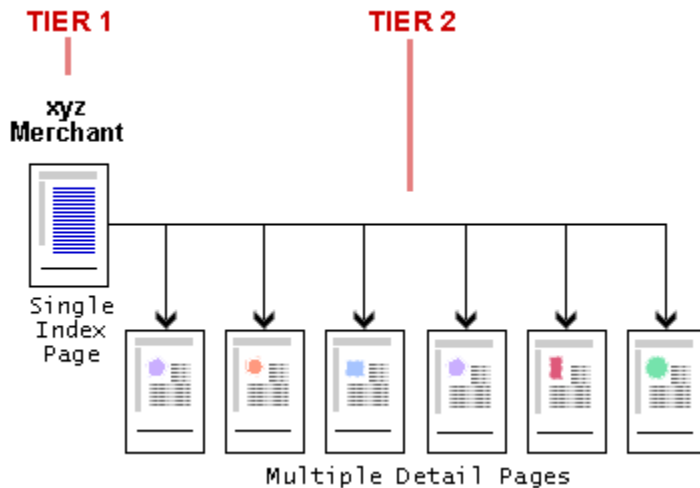 TIER 1
TIER 2
xyz
Merchant
Single
Index
Page
Multiple Detail Pages